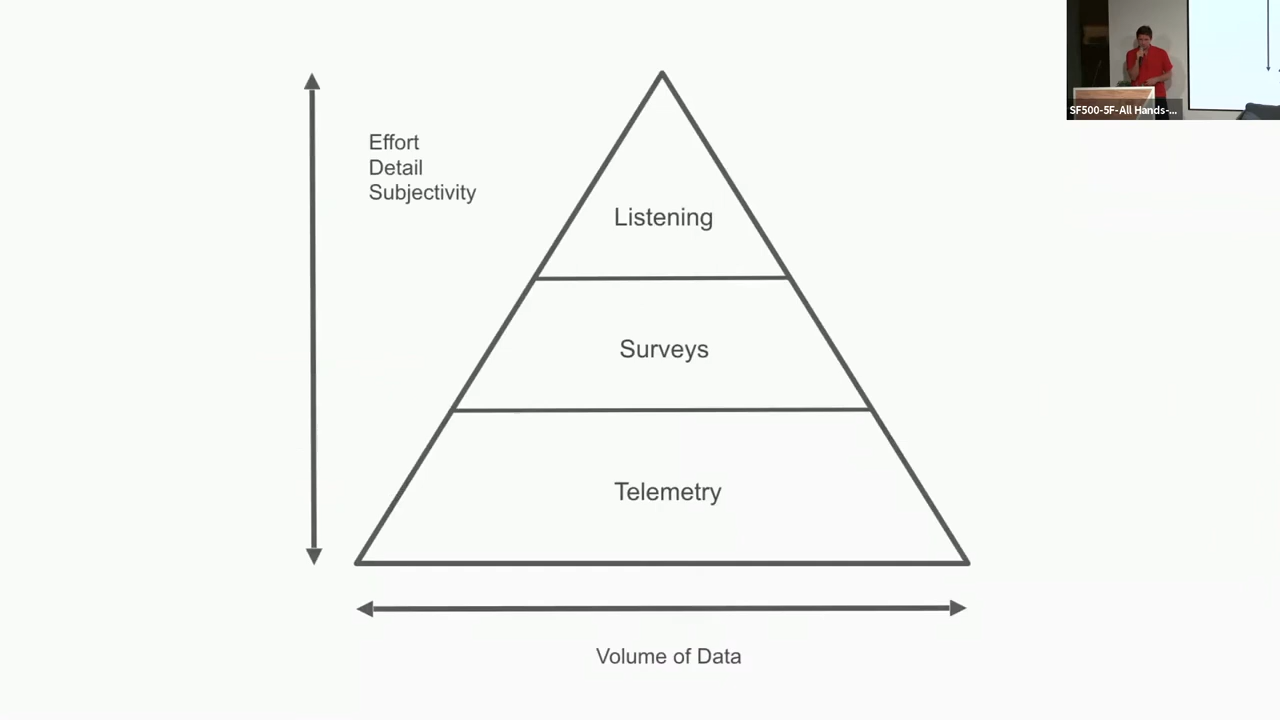 Effort
Detail
Subjectivity
Listening
Surveys
Telemetry
Volume of Data
SF500-5F-All Hands-...